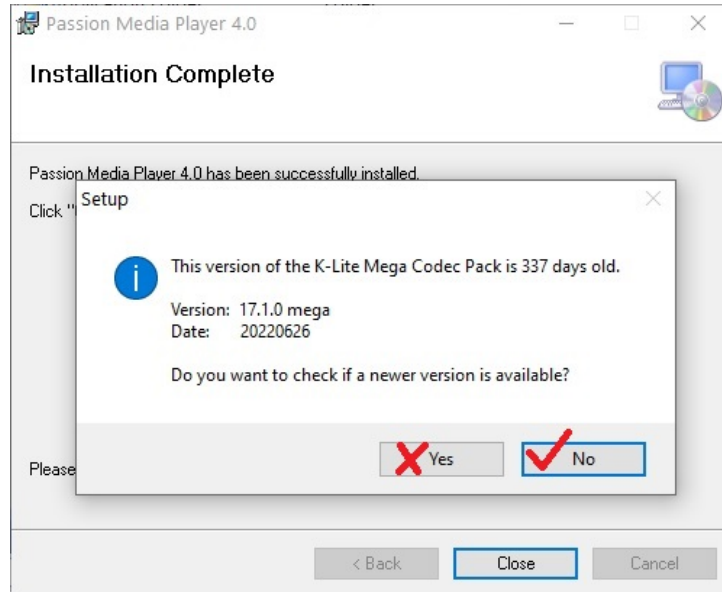 Passion Media Player 4.0
Installation Complete
Passion Media Player 4.0 has been successfully installed.
Click "
Setup
This version of the K-Lite Mega Codec Pack is 337 days old.
Version: 17.1.0 mega
Date: 20220626
Do you want to check if a newer version is available?
Yes No
Please
< Back Close Cancel